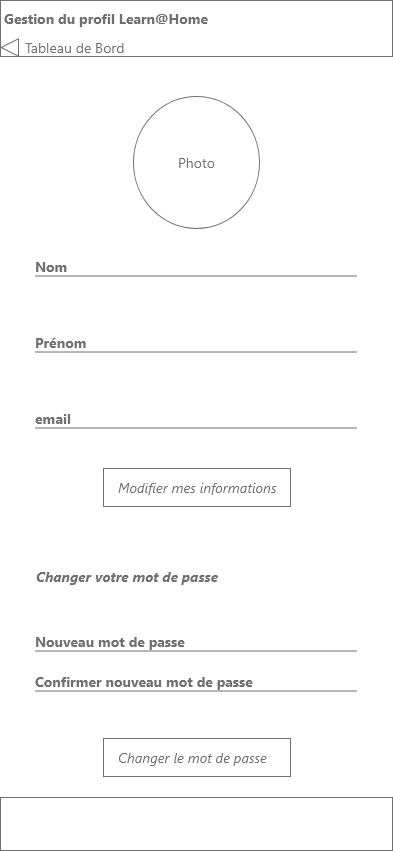 Gestion du profil Learn@Home
Tableau de Bord
Photo
Nom
Prénom
email
Modifier mes informations
Changer votre mot de passe
Nouveau mot de passe
Confirmer nouveau mot de passe
Changer le mot de passe